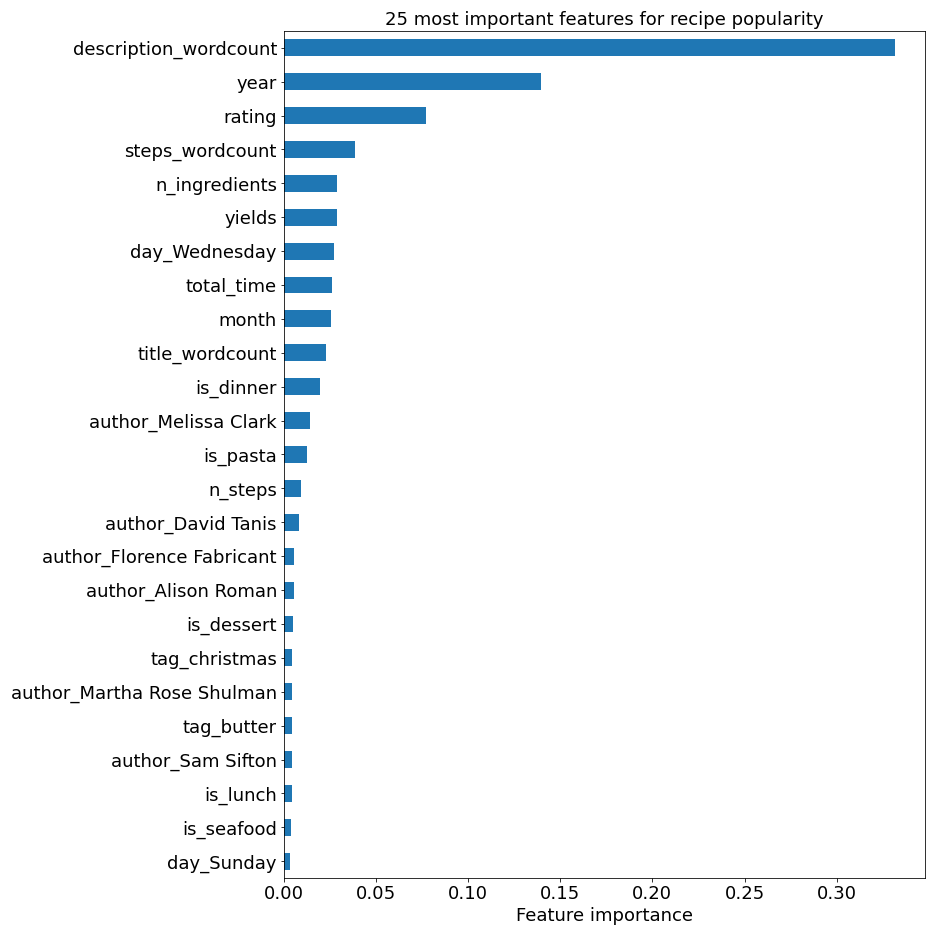 25 most important features for recipe popularity
description_wordcount
year
rating
steps_wordcount
n_ingredients
yields
day_Wednesday
total_time
month
title_wordcount
is_dinner
author_Melissa Clark
is_pasta
n_steps
author_David Tanis
author_Florence Fabricant
author_Alison Roman
is_dessert
tag_christmas
author_Martha Rose Shulman
tag_butter
author_Sam Sifton
is_lunch
is_seafood
day_Sunday
0.00 0.05 0.10 0.15 0.20 0.25 0.30
Feature importance